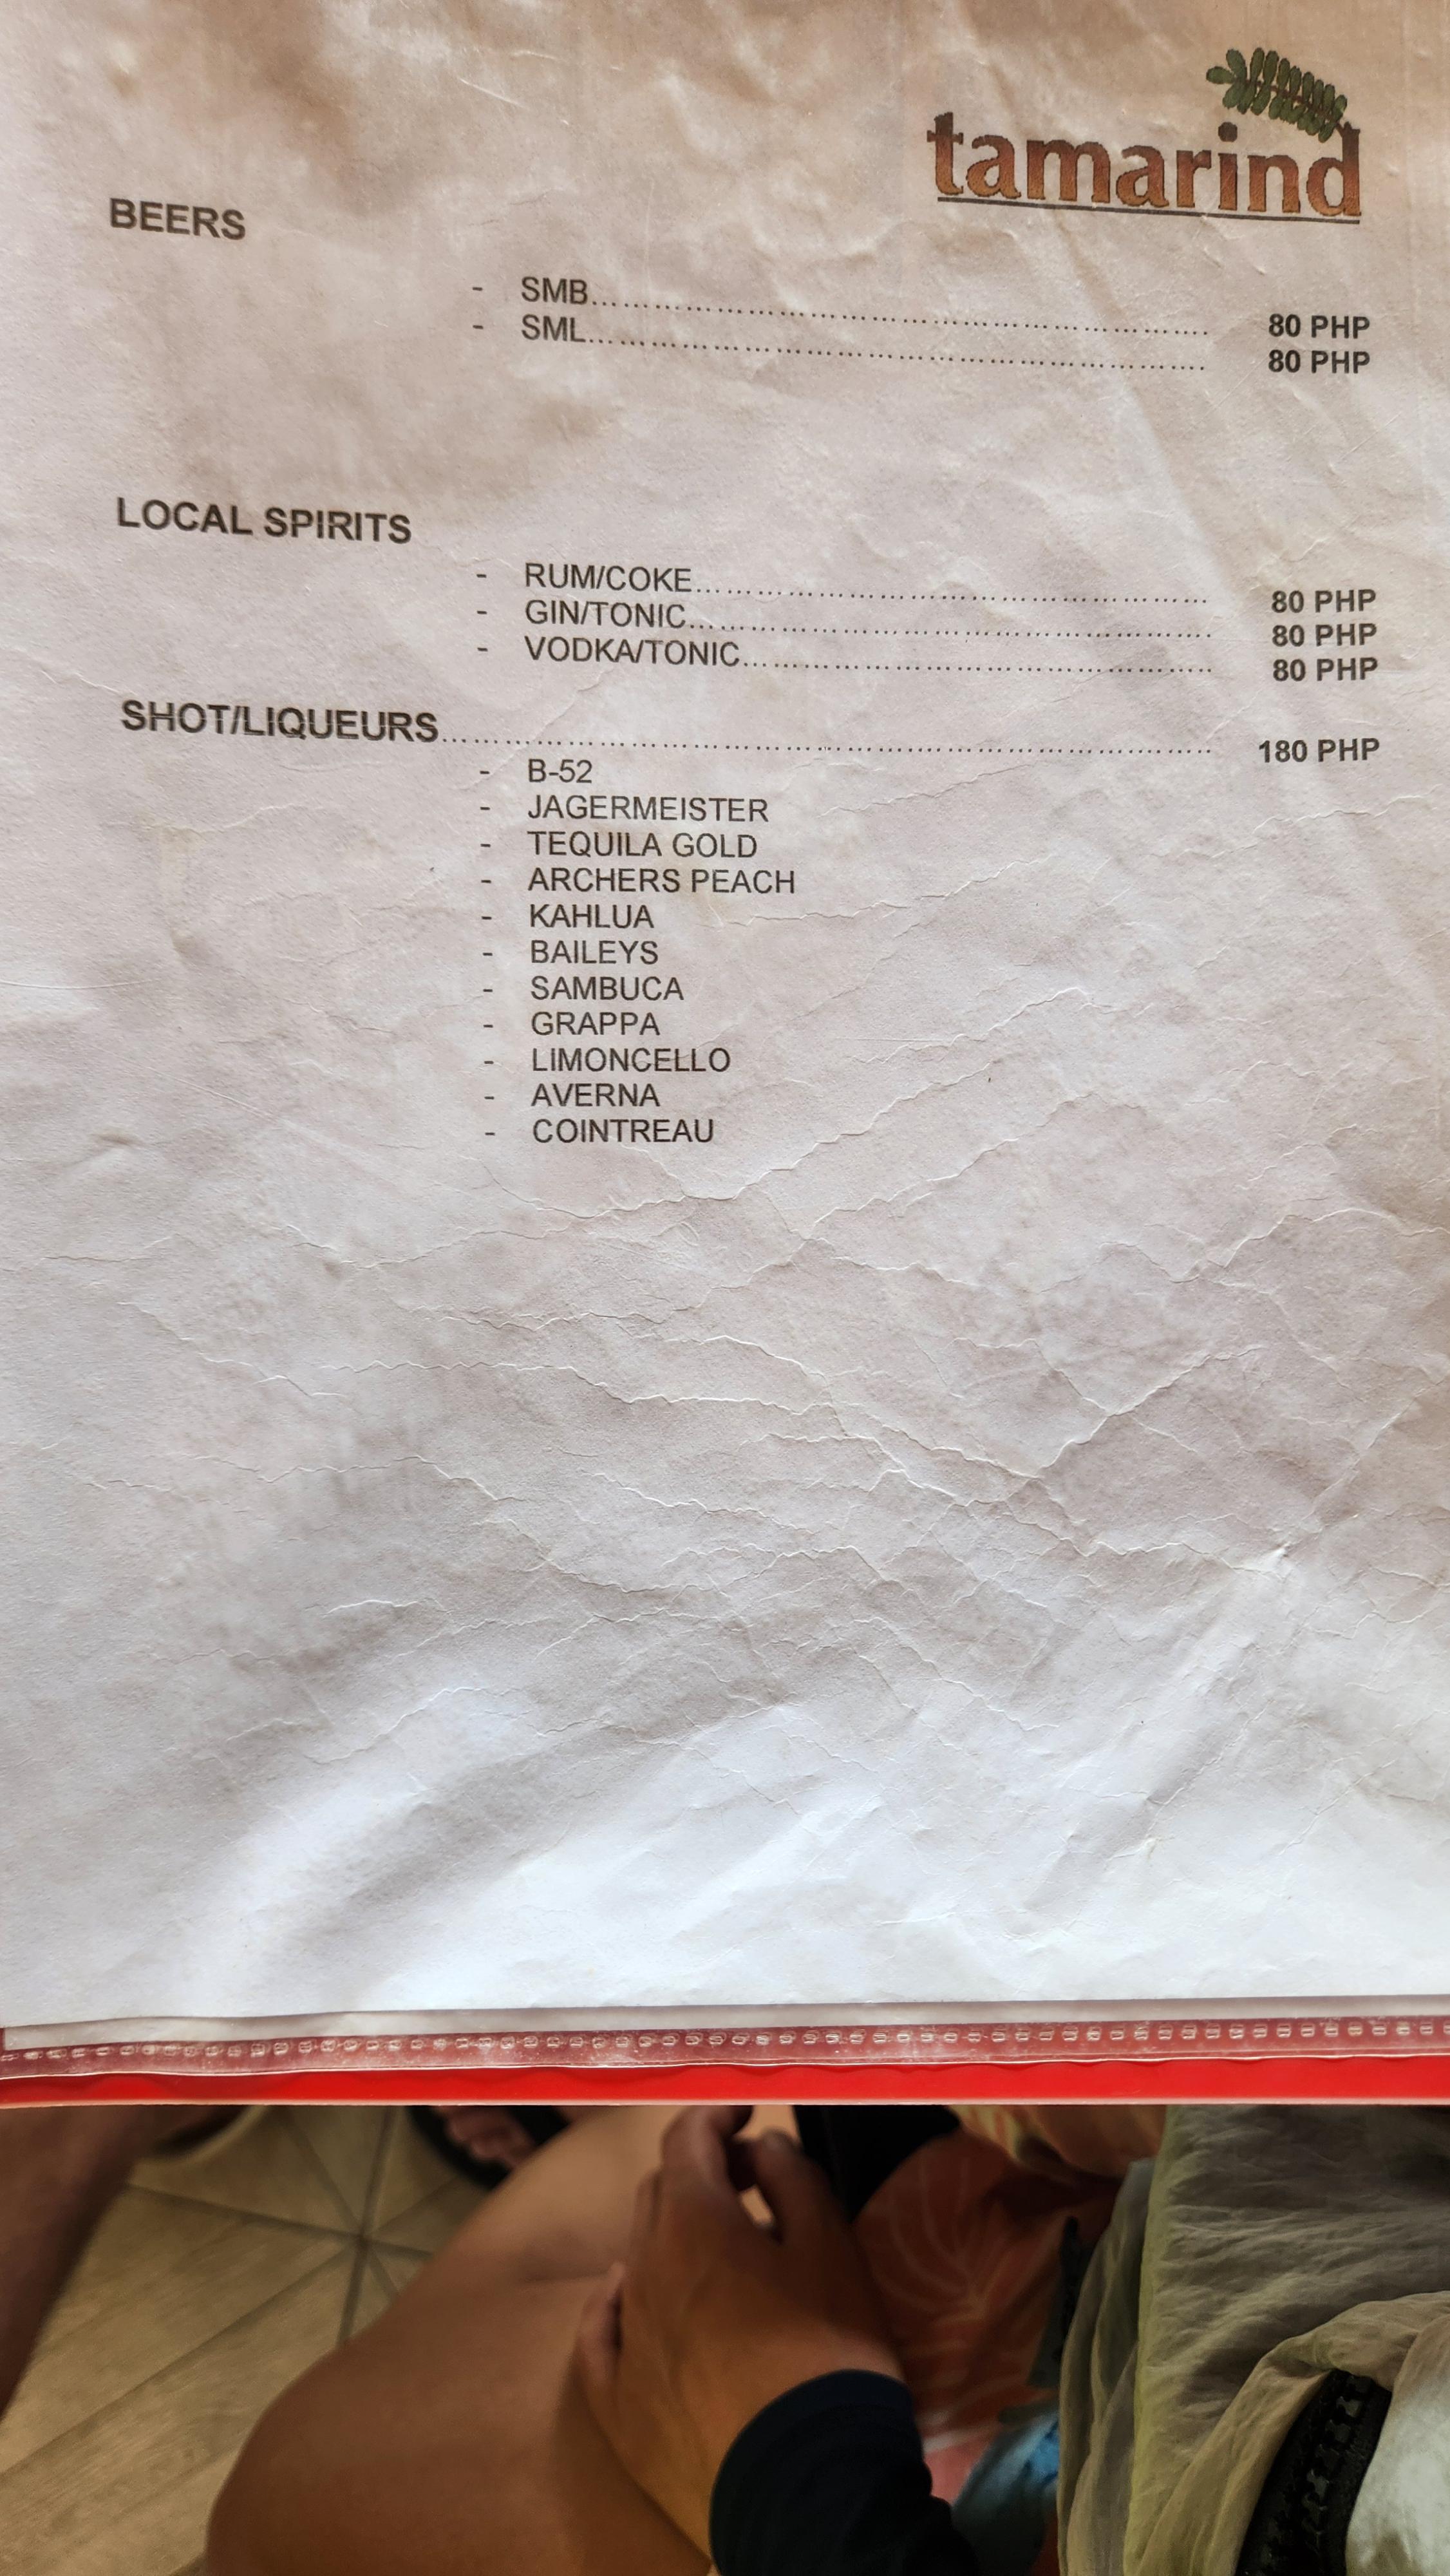 tamarind
BEERS
- SMB.......................................................................... 80 PHP
- SML.......................................................................... 80 PHP
LOCAL SPIRITS
- RUM/COKE.............................................................. 80 PHP
- GIN/TONIC.............................................................. 80 PHP
- VODKA/TONIC........................................................ 80 PHP
SHOT/LIQUEURS.............................................................................. 180 PHP
- B-52
- JAGERMEISTER
- TEQUILA GOLD
- ARCHERS PEACH
- KAHLUA
- BAILEYS
- SAMBUCA
- GRAPPA
- LIMONCELLO
- AVERNA
- COINTREAU